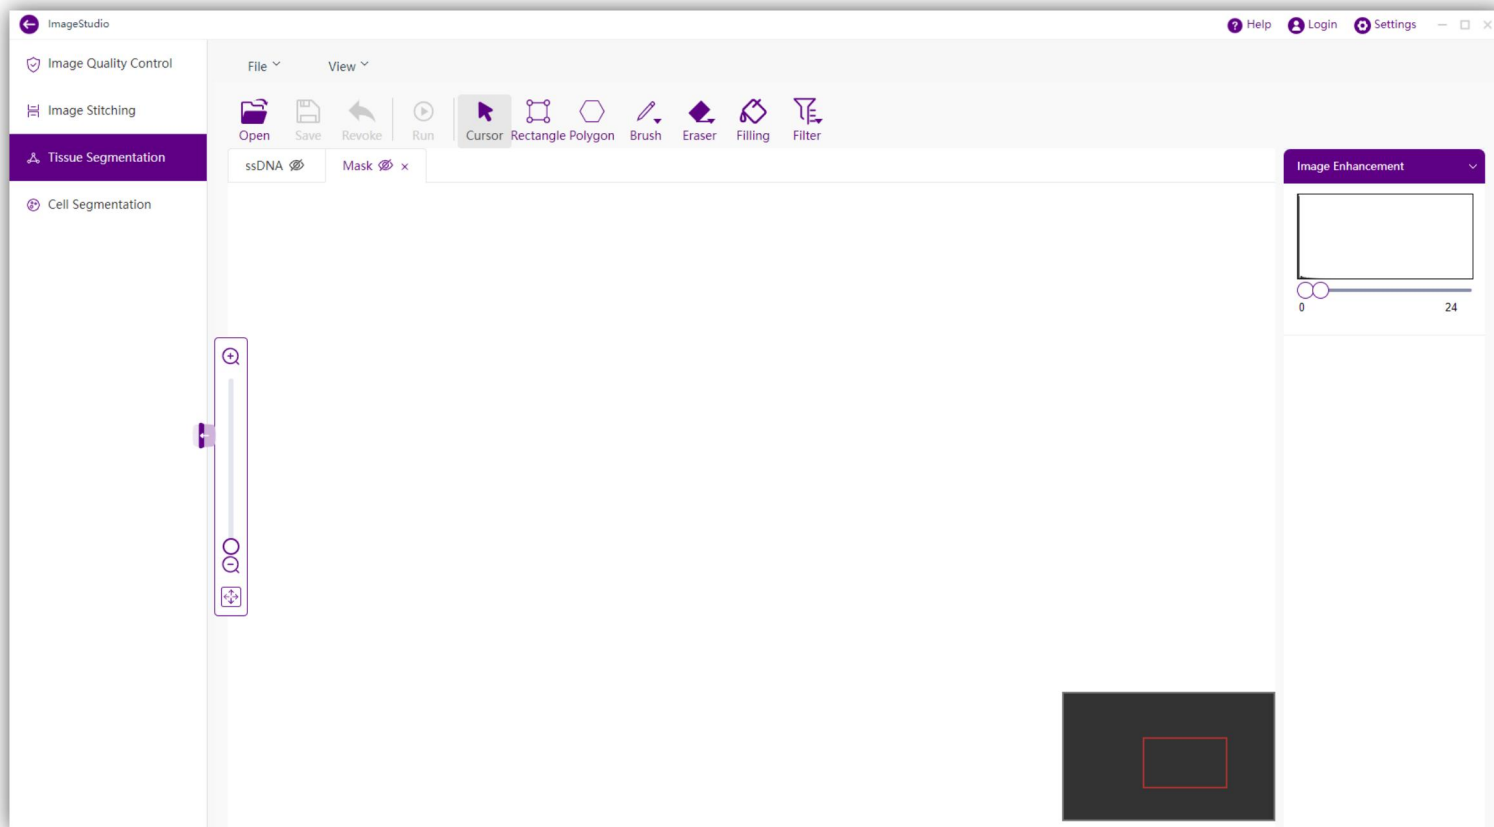 ImageStudio
Help Login Settings
Image Quality Control
Image Stitching
Tissue Segmentation
Cell Segmentation
File View
Open Save Revoke Run Cursor Rectangle Polygon Brush Eraser Filling Filter
ssDNA Mask
Image Enhancement
0 24